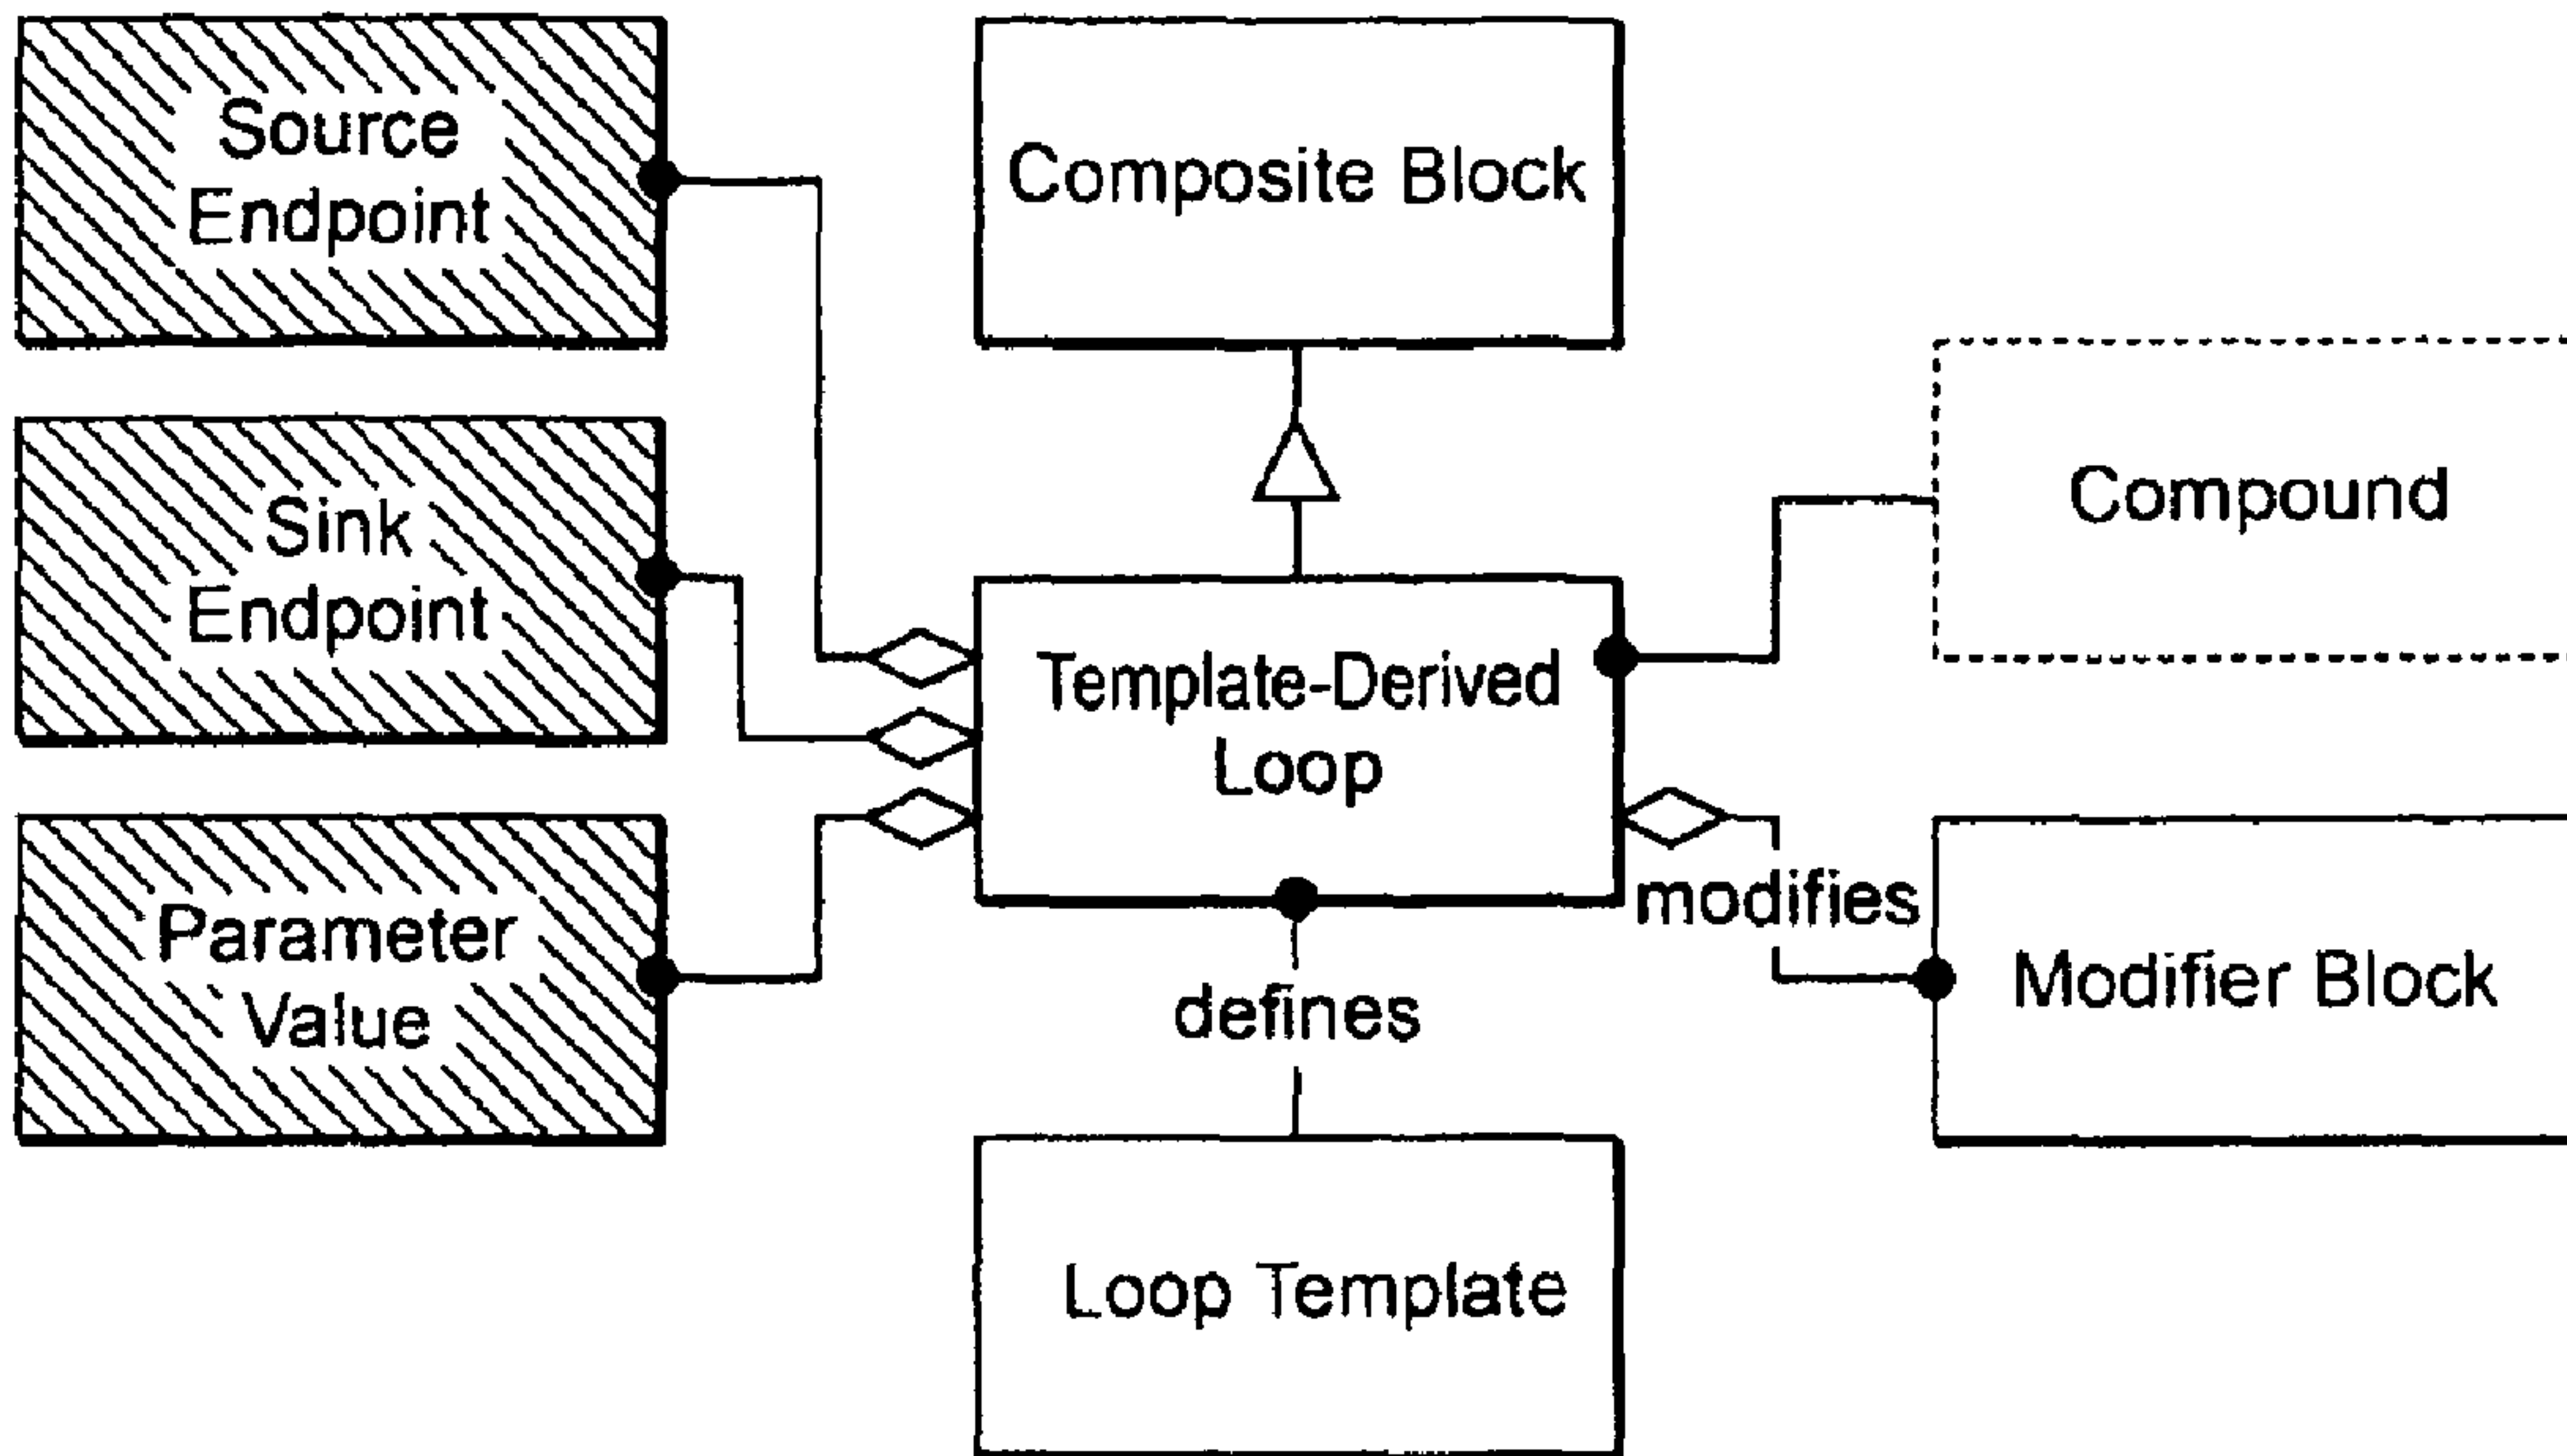 Source
Endpoint
Composite Block
Sink
Endpoint
Compound
Template-Derived
Loop
modifies
Parameter
Value
defines
Modifier Block
Loop Template